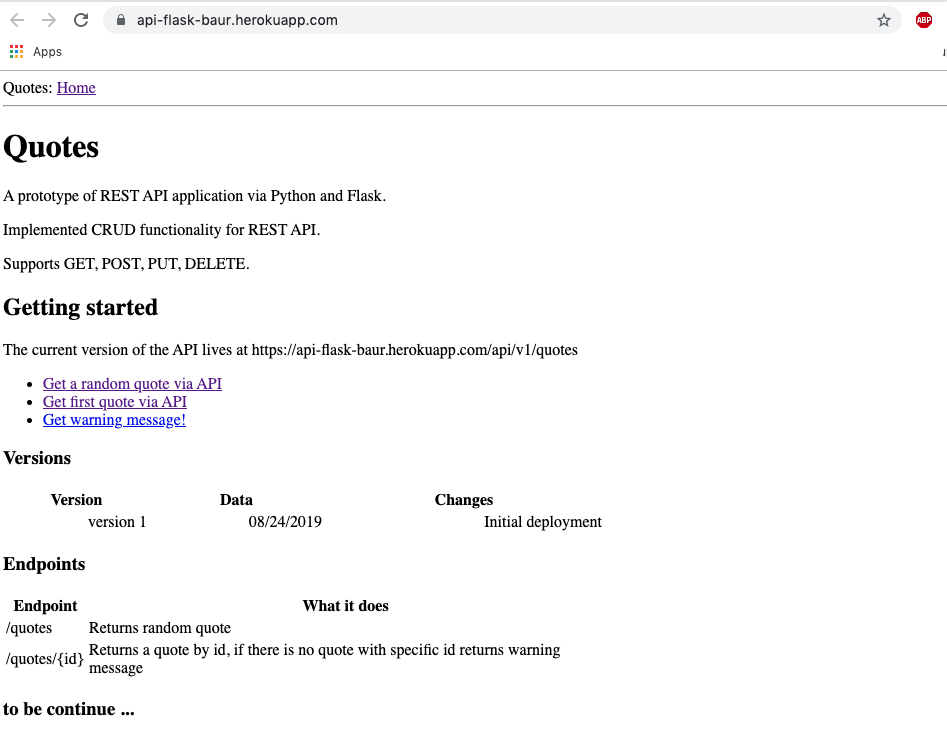 api-flask-baur.herokuapp.com
ABP
Apps
Quotes: Home
Quotes
A prototype of REST API application via Python and Flask.
Implemented CRUD functionality for REST API.
Supports GET, POST, PUT, DELETE.
Getting started
The current version of the API lives at https://api-flask-baur.herokuapp.com/api/v1/quotes
Get a random quote via API
Get first quote via API
Get warning message!
Versions
Version Data Changes
version 1 08/24/2019 Initial deployment
Endpoints
Endpoint What it does
/quotes Returns random quote
/quotes/{id} Returns a quote by id, if there is no quote with specific id returns warning
message
to be continue ...